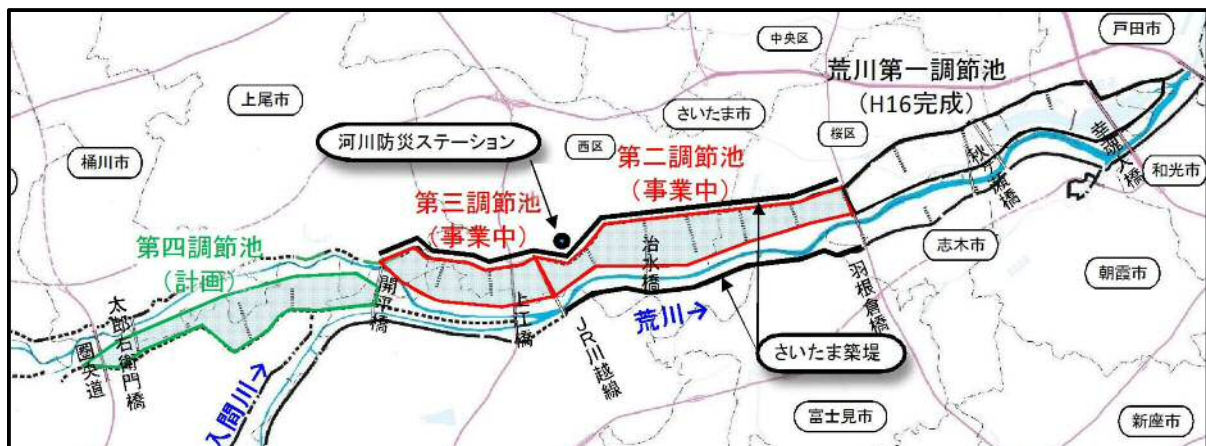 戸田市
中央区
荒川第一調節池
（H16完成）
上尾市
さいたま市
河川防災ステーション
西区
桜区
桶川市
第二調節池
（事業中）
秋ヶ瀬橋
幸魂大橋
和光市
第三調節池
（事業中）
第四調節池
（計画）
治水橋
志木市
朝霞市
開平橋
上江橋
羽根倉橋
太郎右衛門橋
圏央道
荒川→
JR川越線
さいたま築堤
入間川→
富士見市
新座市